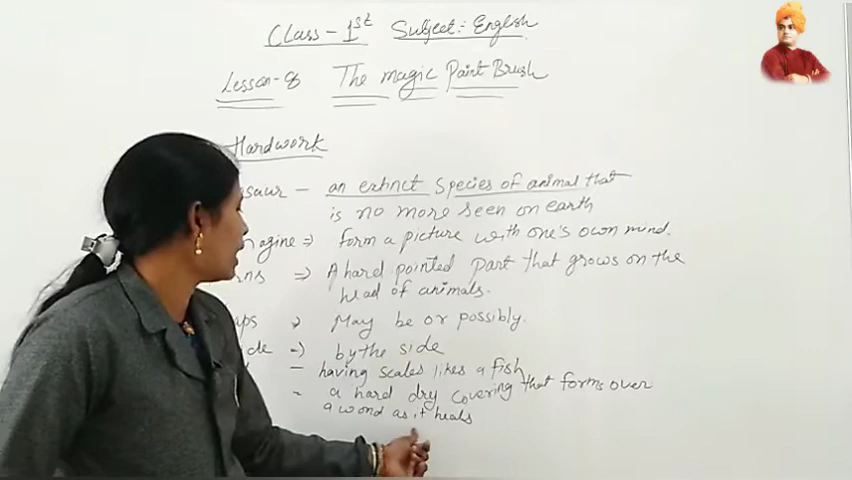 Class - 1st Subject:- English
Lesson-8 The magic Paint Brush
Hardwork
saur – an extinct species of animal that
is no more seen on earth
agine ⇒ form a picture with one's own mind.
ns ⇒ A hard pointed part that grows on the
head of animals.
aps May be or possibly.
de by the side
– having scales likes a fish
- a hard dry covering that forms over
a wond as it heals